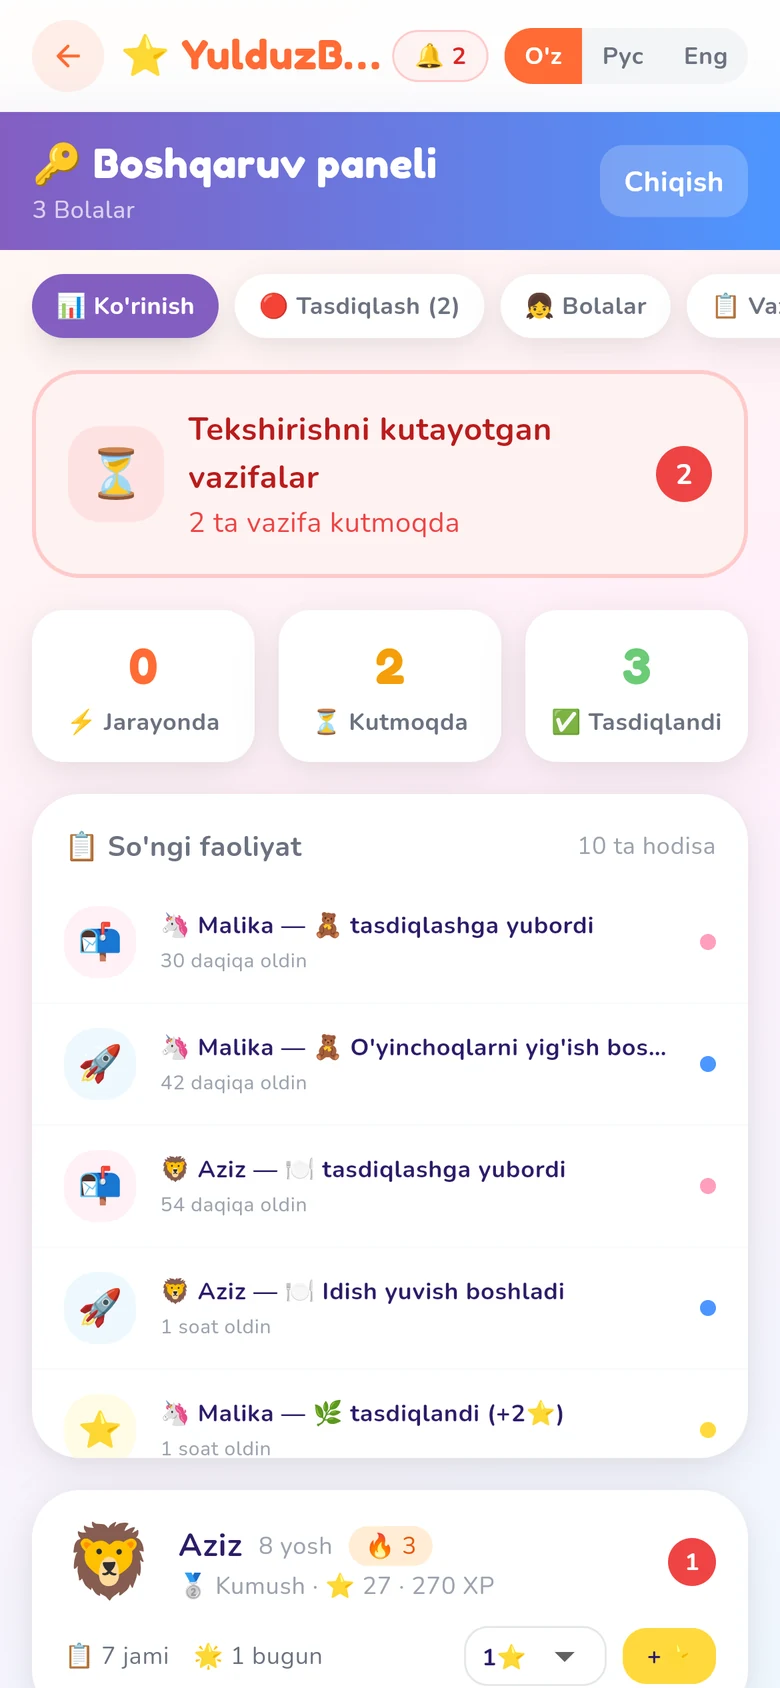 YulduzB...
2
O'z
Рус
Eng
Boshqaruv paneli
3 Bolalar
Chiqish
Ko'rinish
Tasdiqlash (2)
Bolalar
Tekshirishni kutayotgan
vazifalar
2 ta vazifa kutmoqda
2
0
Jarayonda
2
Kutmoqda
3
Tasdiqlandi
So'ngi faoliyat
10 ta hodisa
Malika — tasdiqlashga yubordi
30 daqiqa oldin
Malika — O'yinchoqlarni yig'ish bos...
42 daqiqa oldin
Aziz — tasdiqlashga yubordi
54 daqiqa oldin
Aziz — Idish yuvish boshladi
1 soat oldin
Malika — tasdiqlandi (+2⭐)
1 soat oldin
Aziz 8 yosh 🔥 3
Kumush · ⭐ 27 · 270 XP
1
7 jami
1 bugun
1⭐
+